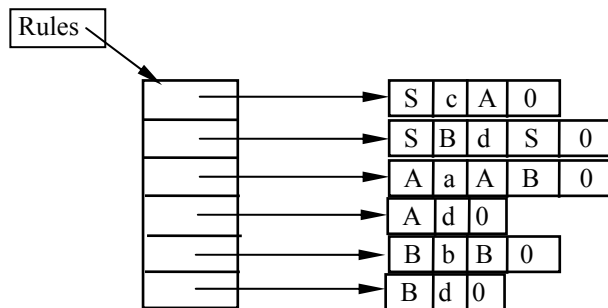 Rules
S c A 0
S B d S 0
A a A B 0
A d 0
B b B 0
B d 0